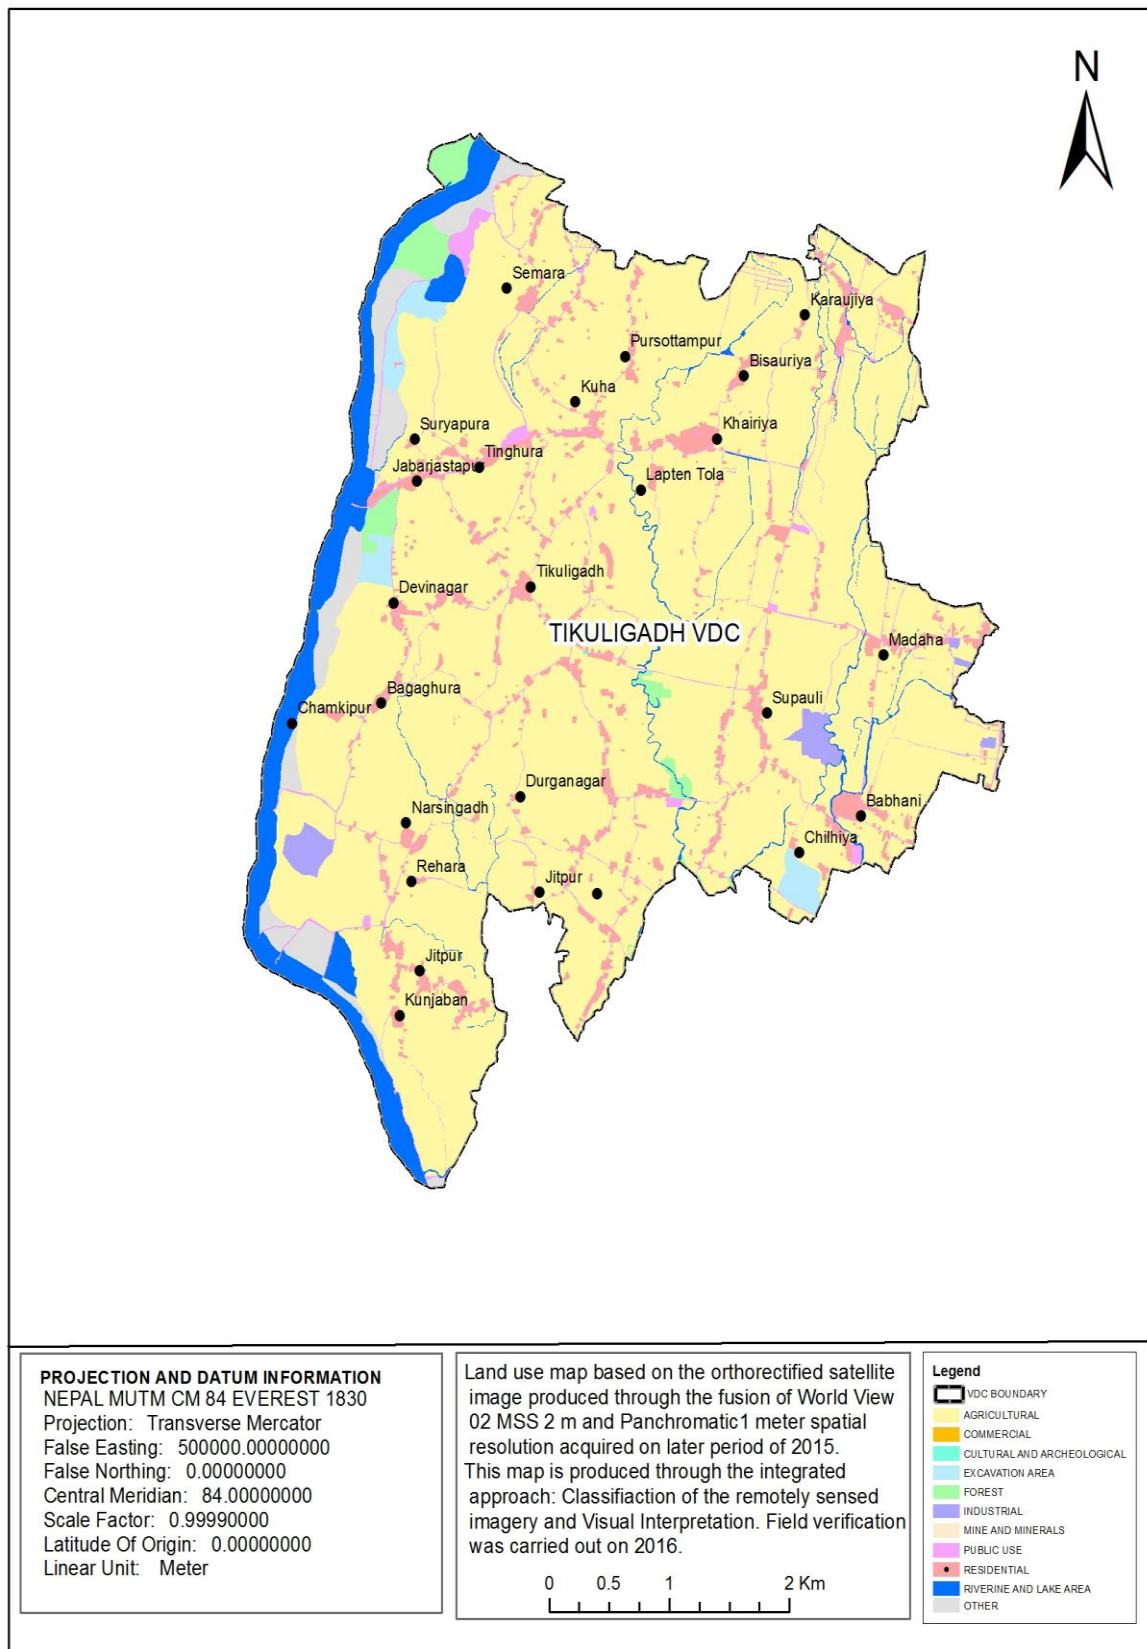 N
Semara
Karaujiya
Pursottampur
Bisauriya
Kuha
Suryapura
Khairiya
Tinghura
Jabarjastapu
Lapten Tola
Tikuligadh
Devinagar
TIKULIGADH VDC
Madaha
Bagaghura
Supauli
Chamkipur
Durganagar
Babhani
Narsingadh
Chilhiya
Rehara
Jitpur
Jitpur
Kunjaban
PROJECTION AND DATUM INFORMATION
NEPAL MUTM CM 84 EVEREST 1830
Projection: Transverse Mercator
False Easting: 500000.00000000
False Northing: 0.00000000
Central Meridian: 84.00000000
Scale Factor: 0.99990000
Latitude Of Origin: 0.00000000
Linear Unit: Meter
Land use map based on the orthorectified satellite
image produced through the fusion of World View
02 MSS 2 m and Panchromatic1 meter spatial
resolution acquired on later period of 2015.
This map is produced through the integrated
approach: Classifiaction of the remotely sensed
imagery and Visual Interpretation. Field verification
was carried out on 2016.
0 0.5 1 2 Km
Legend
VDC BOUNDARY
AGRICULTURAL
COMMERCIAL
CULTURAL AND ARCHEOLOGICAL
EXCAVATION AREA
FOREST
INDUSTRIAL
MINE AND MINERALS
PUBLIC USE
RESIDENTIAL
RIVERINE AND LAKE AREA
OTHER